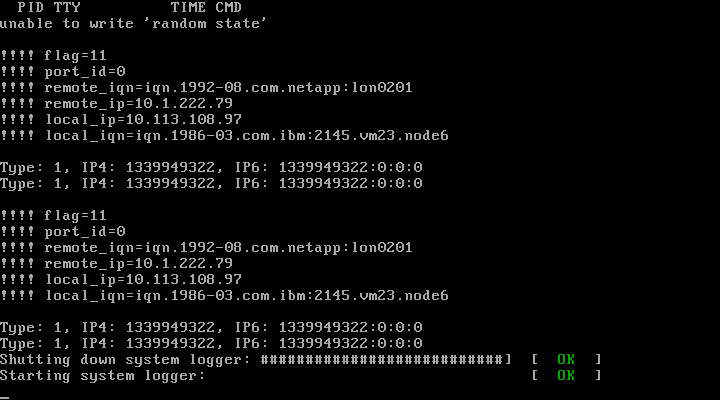 PID TTY          TIME CMD
unable to write 'random state'
!!!! flag=11
!!!! port_id=0
!!!! remote_iqn=iqn.1992-08.com.netapp:lon0201
!!!! remote_ip=10.1.222.79
!!!! local_ip=10.113.108.97
!!!! local_iqn=iqn.1986-03.com.ibm:2145.vm23.node6
Type: 1, IP4: 1339949322, IP6: 1339949322:0:0:0
Type: 1, IP4: 1339949322, IP6: 1339949322:0:0:0
!!!! flag=11
!!!! port_id=0
!!!! remote_iqn=iqn.1992-08.com.netapp:lon0201
!!!! remote_ip=10.1.222.79
!!!! local_ip=10.113.108.97
!!!! local_iqn=iqn.1986-03.com.ibm:2145.vm23.node6
Type: 1, IP4: 1339949322, IP6: 1339949322:0:0:0
Type: 1, IP4: 1339949322, IP6: 1339949322:0:0:0
Shutting down system logger: ###########################]  [  OK  ]
Starting system logger:                                    [  OK  ]